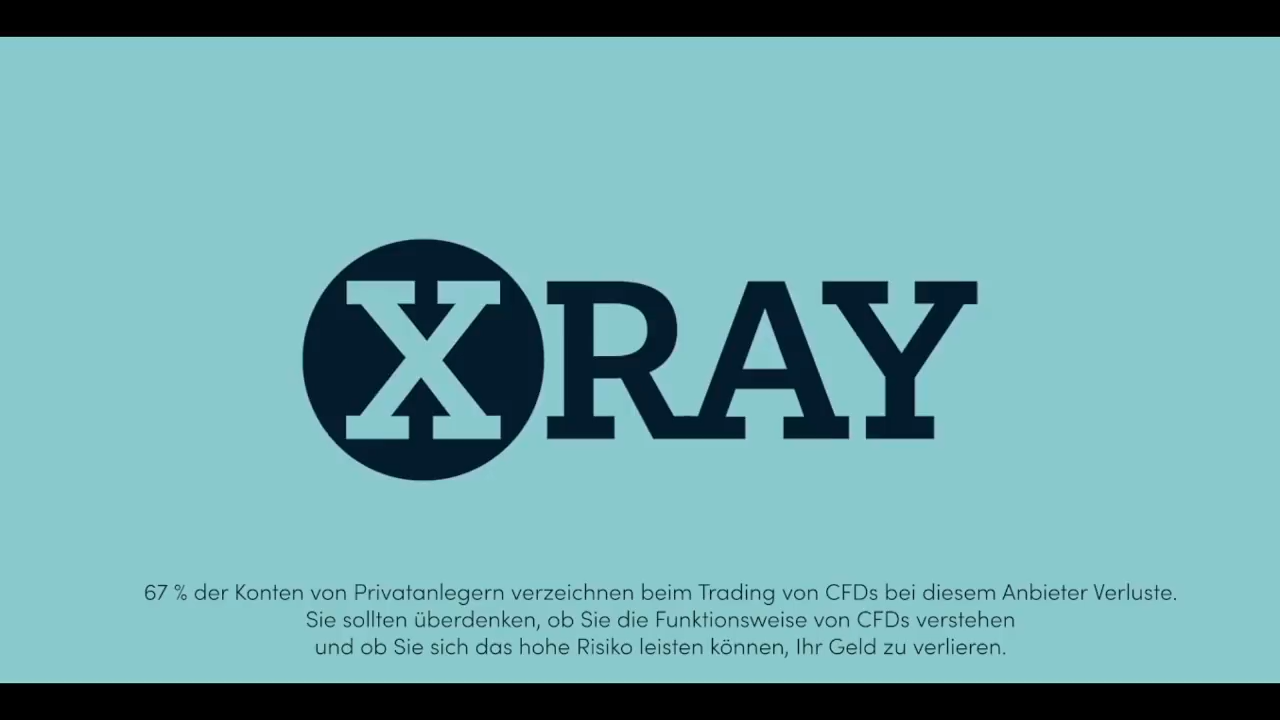 XRAY
67 % der Konten von Privatanlegern verzeichnen beim Trading von CFDs bei diesem Anbieter Verluste.
Sie sollten überdenken, ob Sie die Funktionsweise von CFDs verstehen
und ob Sie sich das hohe Risiko leisten können, Ihr Geld zu verlieren.